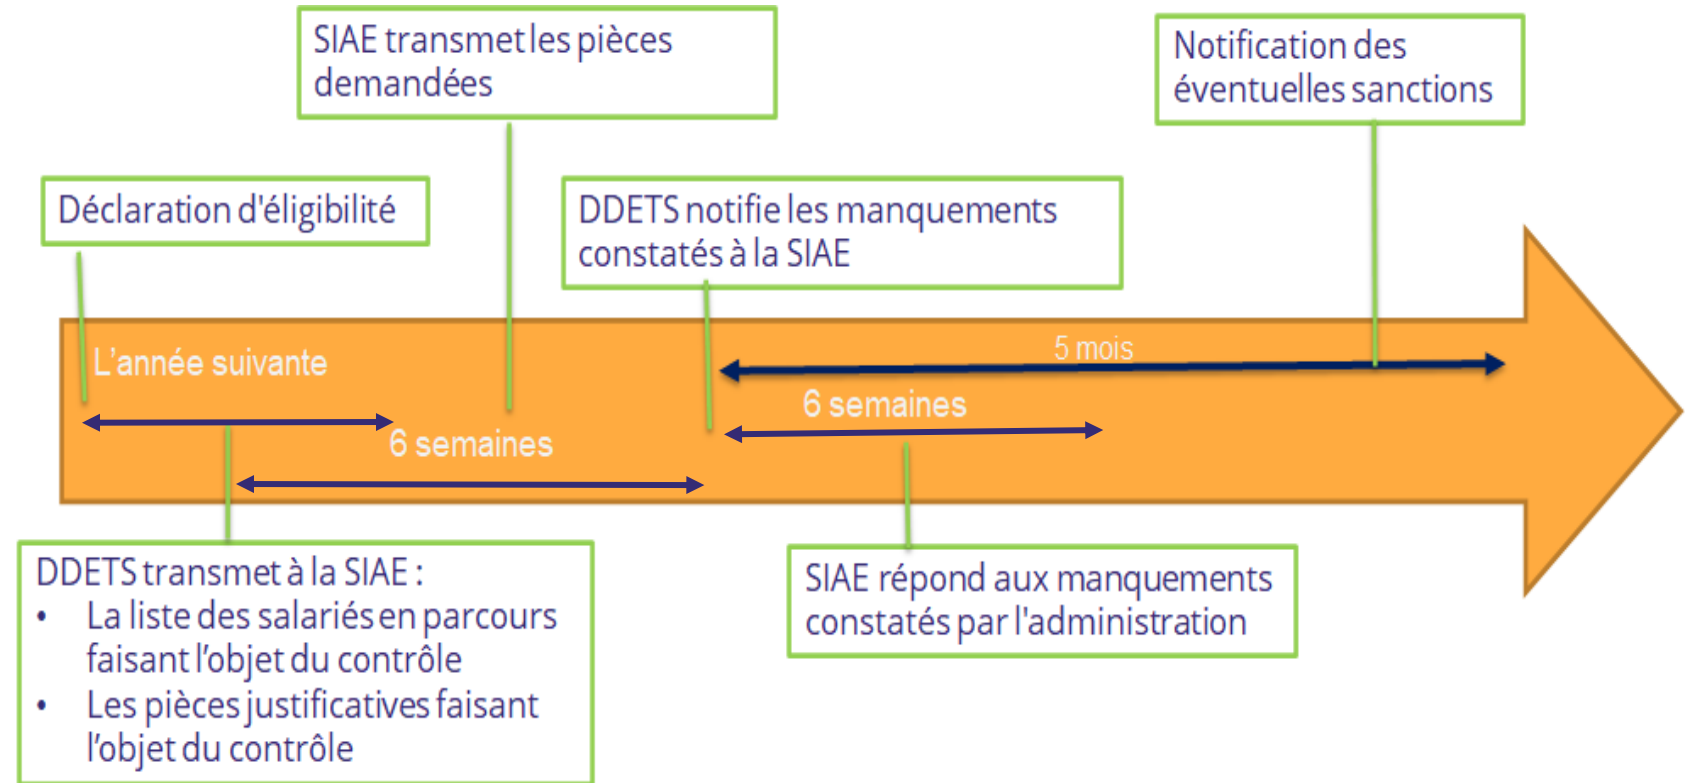 SIAE transmet les pièces
demandées
Notification des
éventuelles sanctions
Déclaration d'éligibilité
DDETS notifie les manquements
constatés à la SIAE
L'année suivante
5 mois
6 semaines
6 semaines
DDETS transmet à la SIAE :
• La liste des salariés en parcours
faisant l'objet du contrôle
• Les pièces justificatives faisant
l'objet du contrôle
SIAE répond aux manquements
constatés par l'administration